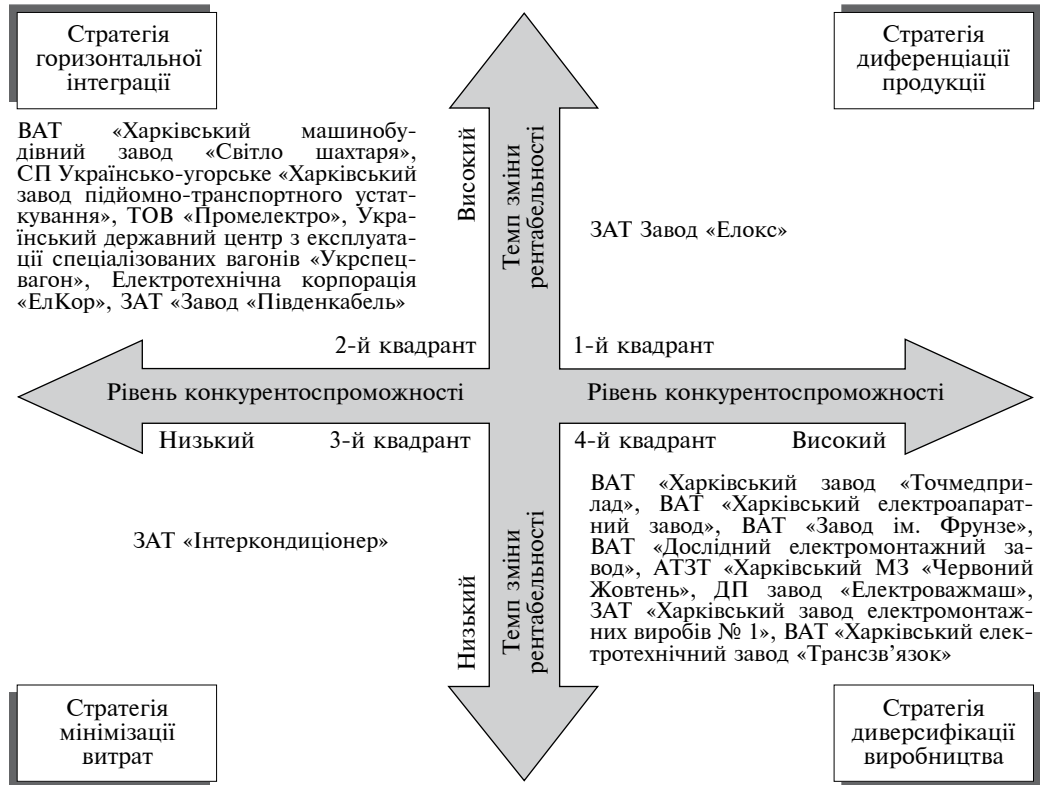 Стратегія
горизонтальної
інтеграції
Стратегія
диференціації
продукції
ВАТ «Харківський машинобу-
дівний завод «Світло шахтаря»,
СП Українсько-угорське «Харківський
завод підйомно-транспортного устат-
кування», ТОВ «Промелектро», Укра-
їнський державний центр з експлуата-
ції спеціалізованих вагонів «Укрспец-
вагон», Електротехнічна корпорація
«ЕлКор», ЗАТ «Завод «Південкабель»
Високий
Темп зміни
рентабельності
ЗАТ Завод «Елокс»
2-й квадрант
1-й квадрант
Рівень конкурентоспроможності
Рівень конкурентоспроможності
Низький
3-й квадрант
4-й квадрант
Високий
ЗАТ «Інтеркондиціонер»
Низький
Темп зміни
рентабельності
ВАТ «Харківський завод «Точмедпри-
лад», ВАТ «Харківський електроапарат-
ний завод», ВАТ «Завод ім. Фрунзе»,
ВАТ «Дослідний електромонтажний за-
вод», АТЗТ «Харківський МЗ «Червоний
Жовтень», ДП завод «Електроважмаш»,
ЗАТ «Харківський завод електромонтаж-
них виробів № 1», ВАТ «Харківський елек-
тротехнічний завод «Трансзв'язок»
Стратегія
мінімізації
витрат
Стратегія
диверсифікації
виробництва